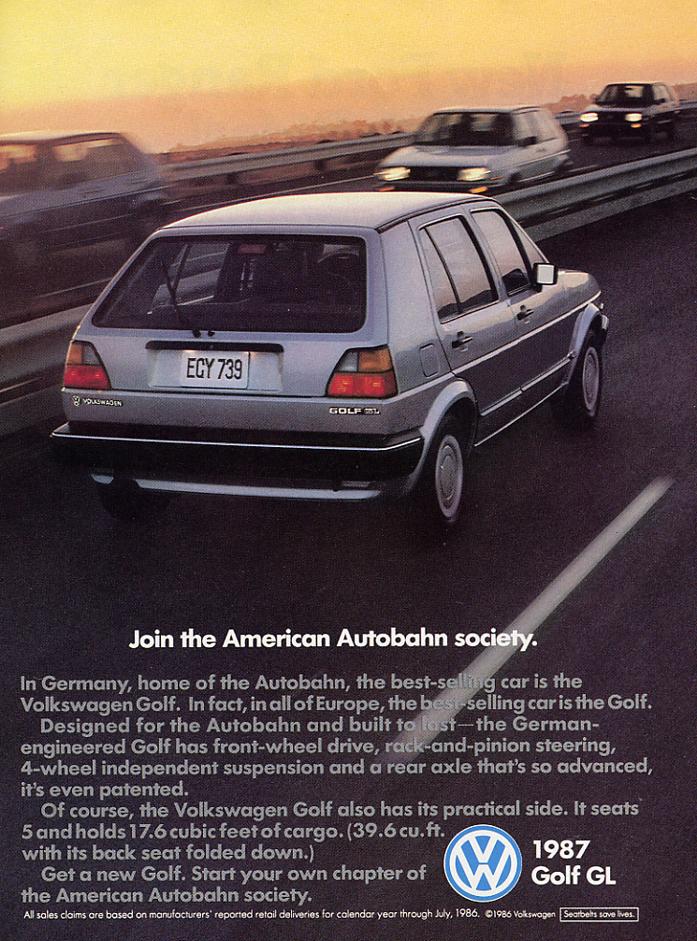 EGY 739
VOLKSWAGEN
GOLF GL
Join the American Autobahn society.
In Germany, home of the Autobahn, the best-selling car is the
Volkswagen Golf. In fact, in all of Europe, the best-selling car is the Golf.
Designed for the Autobahn and built to last—the German-
engineered Golf has front-wheel drive, rack-and-pinion steering,
4-wheel independent suspension and a rear axle that's so advanced,
it's even patented.
Of course, the Volkswagen Golf also has its practical side. It seats
5 and holds 17.6 cubic feet of cargo. (39.6 cu. ft.
with its back seat folded down.)
Get a new Golf. Start your own chapter of
the American Autobahn society.
VW
1987
Golf GL
All sales claims are based on manufacturers' reported retail deliveries for calendar year through July, 1986. ©1986 Volkswagen Seatbelts save lives.